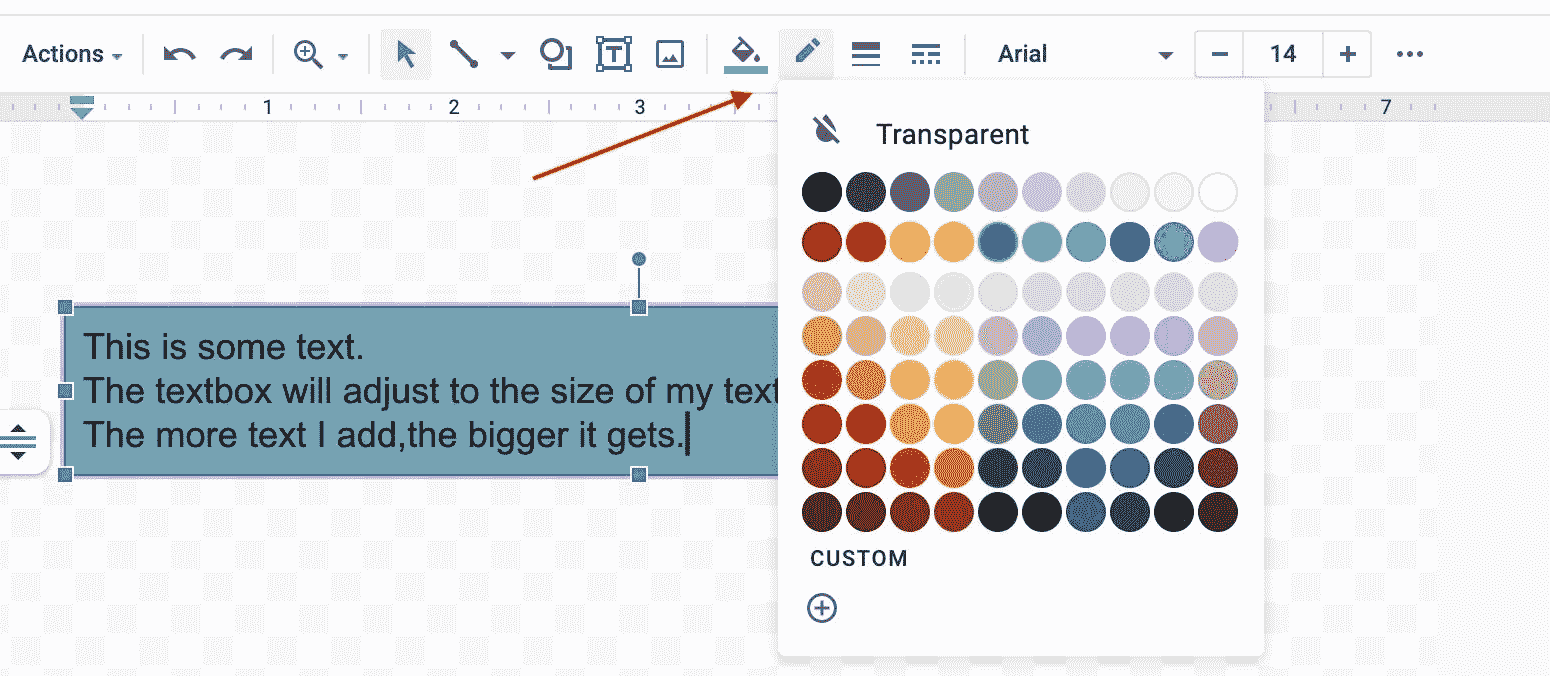 Actions
T
Arial
14
1
2
3
7
Transparent
This is some text.
The textbox will adjust to the size of my text
The more text I add,the bigger it gets.
CUSTOM